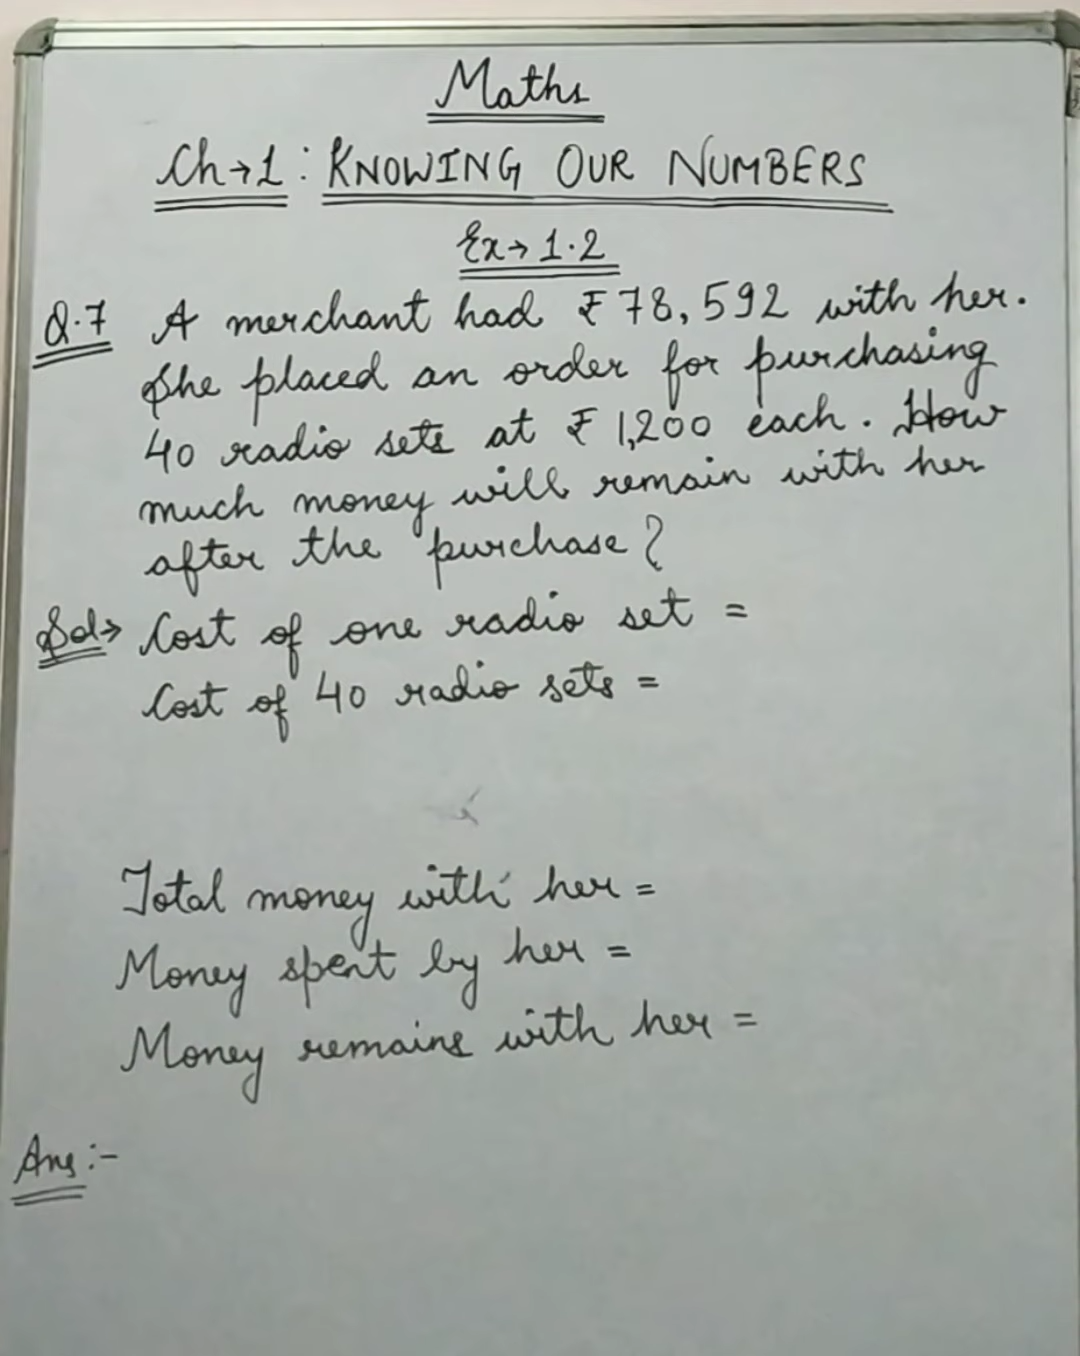 Maths
Ch→1: KNOWING OUR NUMBERS
Ex→1.2
Q.7 A merchant had ₹78,592 with her.
She placed an order for purchasing
40 radio sets at ₹1,200 each. How
much money will remain with her
after the purchase?
Sol→ Cost of one radio set =
Cost of 40 radio sets =
Total money with her =
Money spent by her =
Money remains with her =
Ans:-